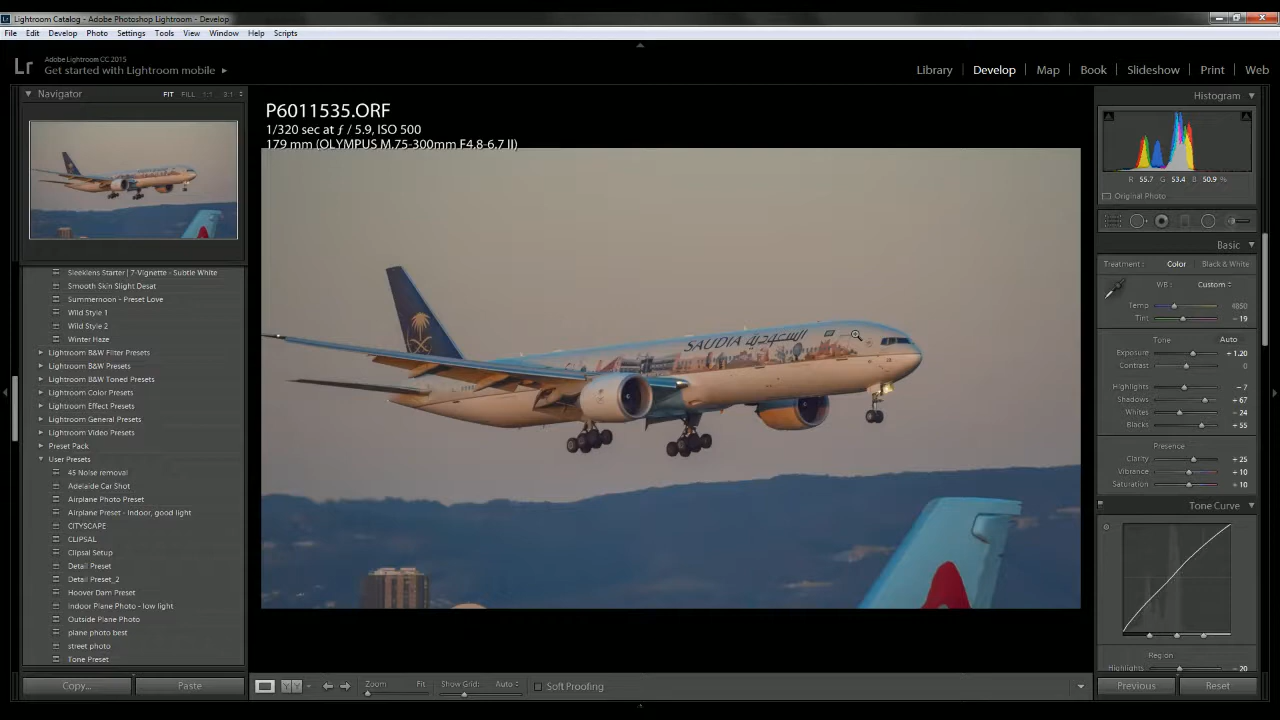 Lightroom Catalog - Adobe Photoshop Lightroom - Develop
File Edit Develop Photo Settings Tools View Window Help Scripts
Lr
Adobe Lightroom CC 2015
Get started with Lightroom mobile
Library Develop Map Book Slideshow Print Web
Navigator FIT FILL 1:1 3:1
Sleeklens Starter | 7-Vignette - Subtle White
Smooth Skin Slight Desat
Summernoon - Preset Love
Wild Style 1
Wild Style 2
Winter Haze
Lightroom B&W Filter Presets
Lightroom B&W Presets
Lightroom B&W Toned Presets
Lightroom Color Presets
Lightroom Effect Presets
Lightroom General Presets
Lightroom Video Presets
Preset Pack
User Presets
45 Noise removal
Adelaide Car Shot
Airplane Photo Preset
Airplane Preset - Indoor, good light
CITYSCAPE
CLIPSAL
Clipsal Setup
Detail Preset
Detail Preset_2
Hoover Dam Preset
Indoor Plane Photo - low light
Outside Plane Photo
plane photo best
street photo
Tone Preset
Copy...
Paste
P6011535.ORF
1/320 sec at ƒ / 5.9, ISO 500
179 mm (OLYMPUS M.75-300mm F4.8-6.7 II)
SAUDIA السعودية
Zoom Fit Show Grid: Auto Soft Proofing
Histogram
R 55.7 G 53.4 B 50.9 %
Original Photo
Basic
Treatment : Color Black & White
WB : Custom
Temp 4850
Tint - 19
Tone Auto
Exposure + 1.20
Contrast 0
Highlights - 7
Shadows + 67
Whites - 24
Blacks + 55
Presence
Clarity + 25
Vibrance + 10
Saturation + 10
Tone Curve
Region
Highlights - 20
Previous
Reset